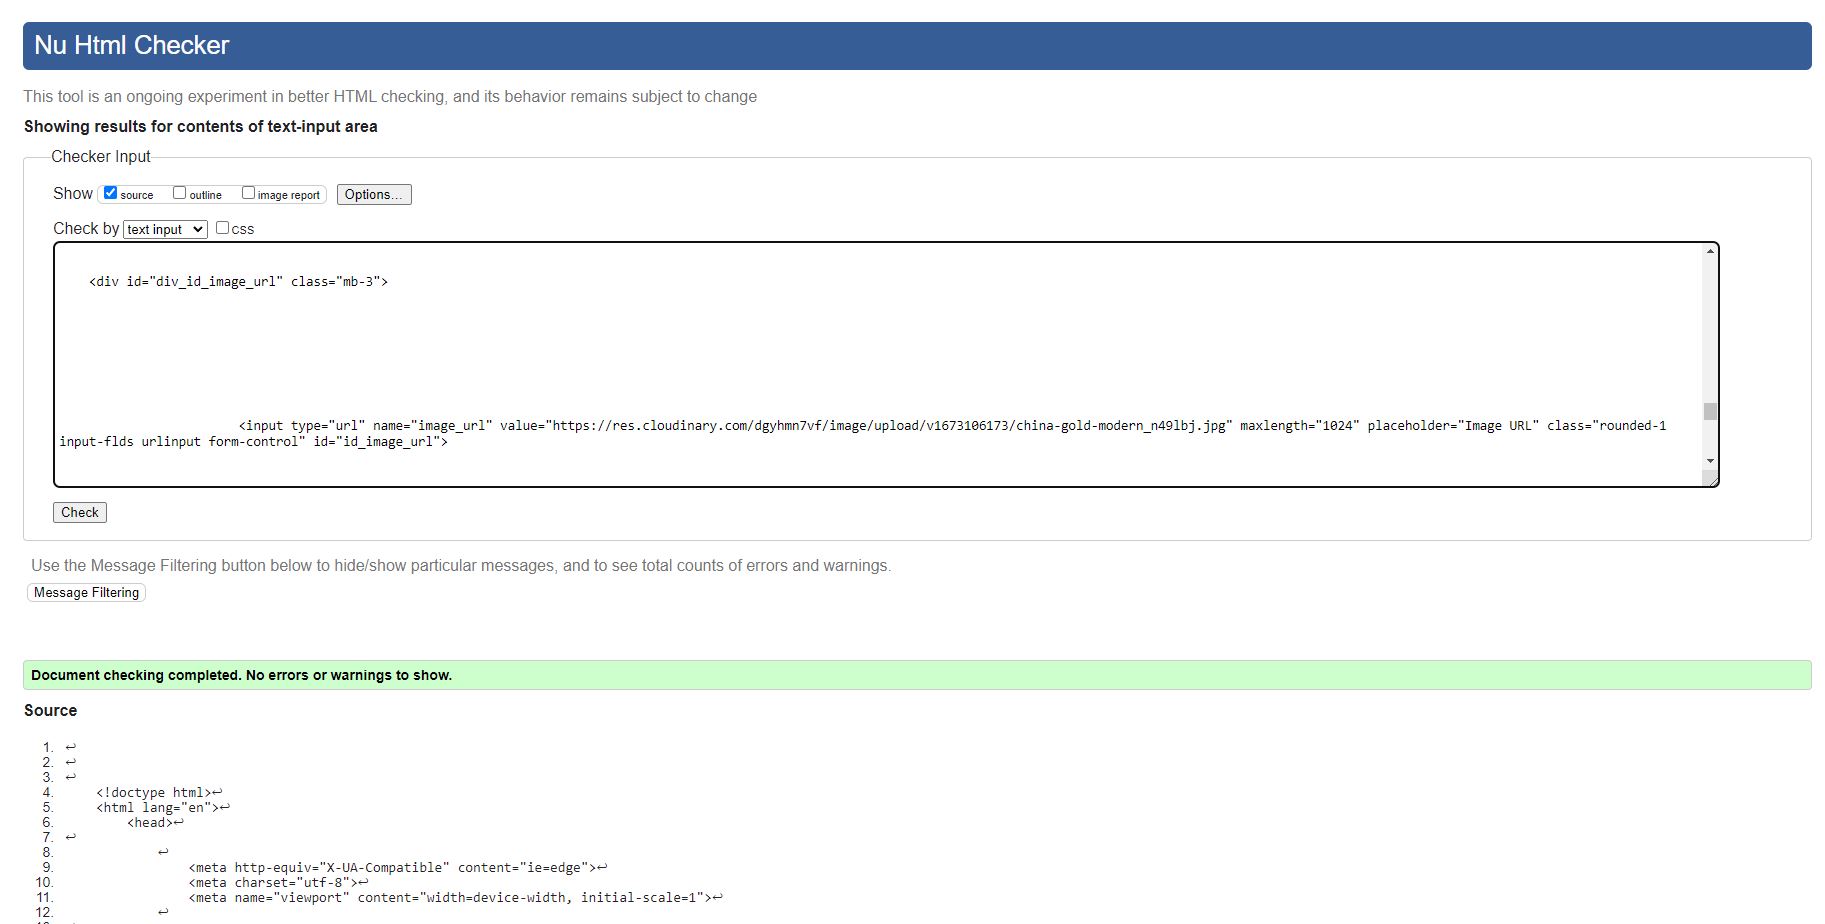 Nu Html Checker
This tool is an ongoing experiment in better HTML checking, and its behavior remains subject to change
Showing results for contents of text-input area
Checker Input
Show source outline image report Options...
Check by text input css
<div id="div_id_image_url" class="mb-3">
<input type="url" name="image_url" value="https://res.cloudinary.com/dgyhmn7vf/image/upload/v1673106173/china-gold-modern_n49lbj.jpg" maxlength="1024" placeholder="Image URL" class="rounded-1
input-flds urlinput form-control" id="id_image_url">
Check
Use the Message Filtering button below to hide/show particular messages, and to see total counts of errors and warnings.
Message Filtering
Document checking completed. No errors or warnings to show.
Source
1. ↩
2. ↩
3. ↩
4. <!doctype html>↩
5. <html lang="en">↩
6. <head>↩
7. ↩
8. ↩
9. <meta http-equiv="X-UA-Compatible" content="ie=edge">↩
10. <meta charset="utf-8">↩
11. <meta name="viewport" content="width=device-width, initial-scale=1">↩
12. ↩